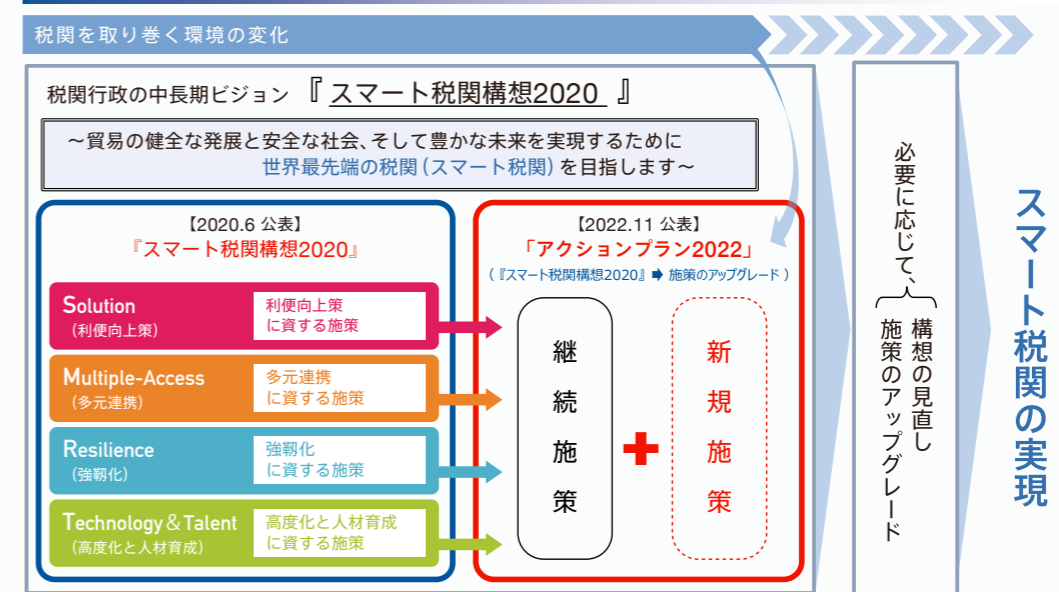 税関を取り巻く環境の変化
税関行政の中長期ビジョン 『 スマート税関構想2020 』
～貿易の健全な発展と安全な社会、そして豊かな未来を実現するために
世界最先端の税関(スマート税関)を目指します～
【2020.6 公表】
『スマート税関構想2020』
Solution
(利便向上策)
利便向上策
に資する施策
Multiple-Access
(多元連携)
多元連携
に資する施策
Resilience
(強靱化)
強靱化
に資する施策
Technology＆Talent
(高度化と人材育成)
高度化と人材育成
に資する施策
【2022.11 公表】
「アクションプラン2022」
(『スマート税関構想2020』➡ 施策のアップグレード)
継続施策
＋
新規施策
必要に応じて、
構想の見直し
施策のアップグレード
スマート税関の実現